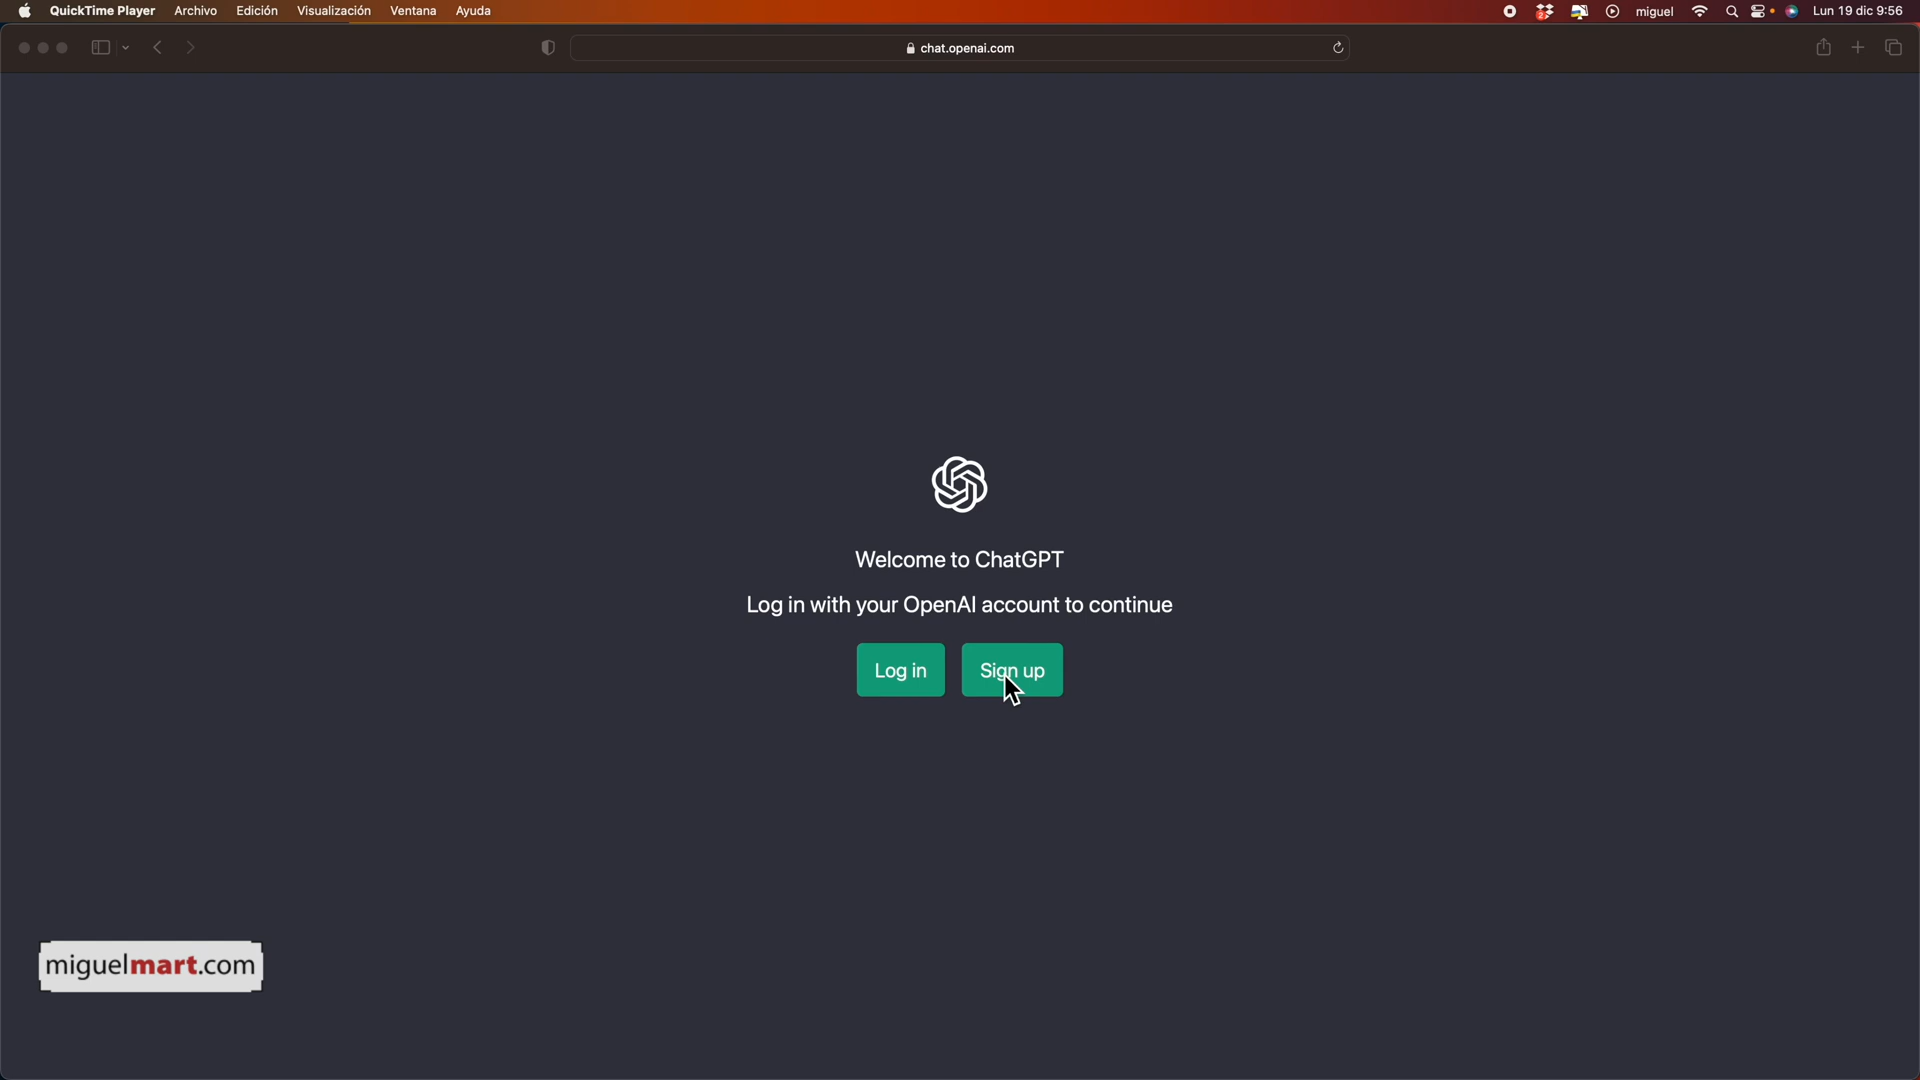 QuickTime Player Archivo Edición Visualización Ventana Ayuda miguel Lun 19 dic 9:56
chat.openai.com
Welcome to ChatGPT
Log in with your OpenAI account to continue
Log in Sign up
miguelmart.com